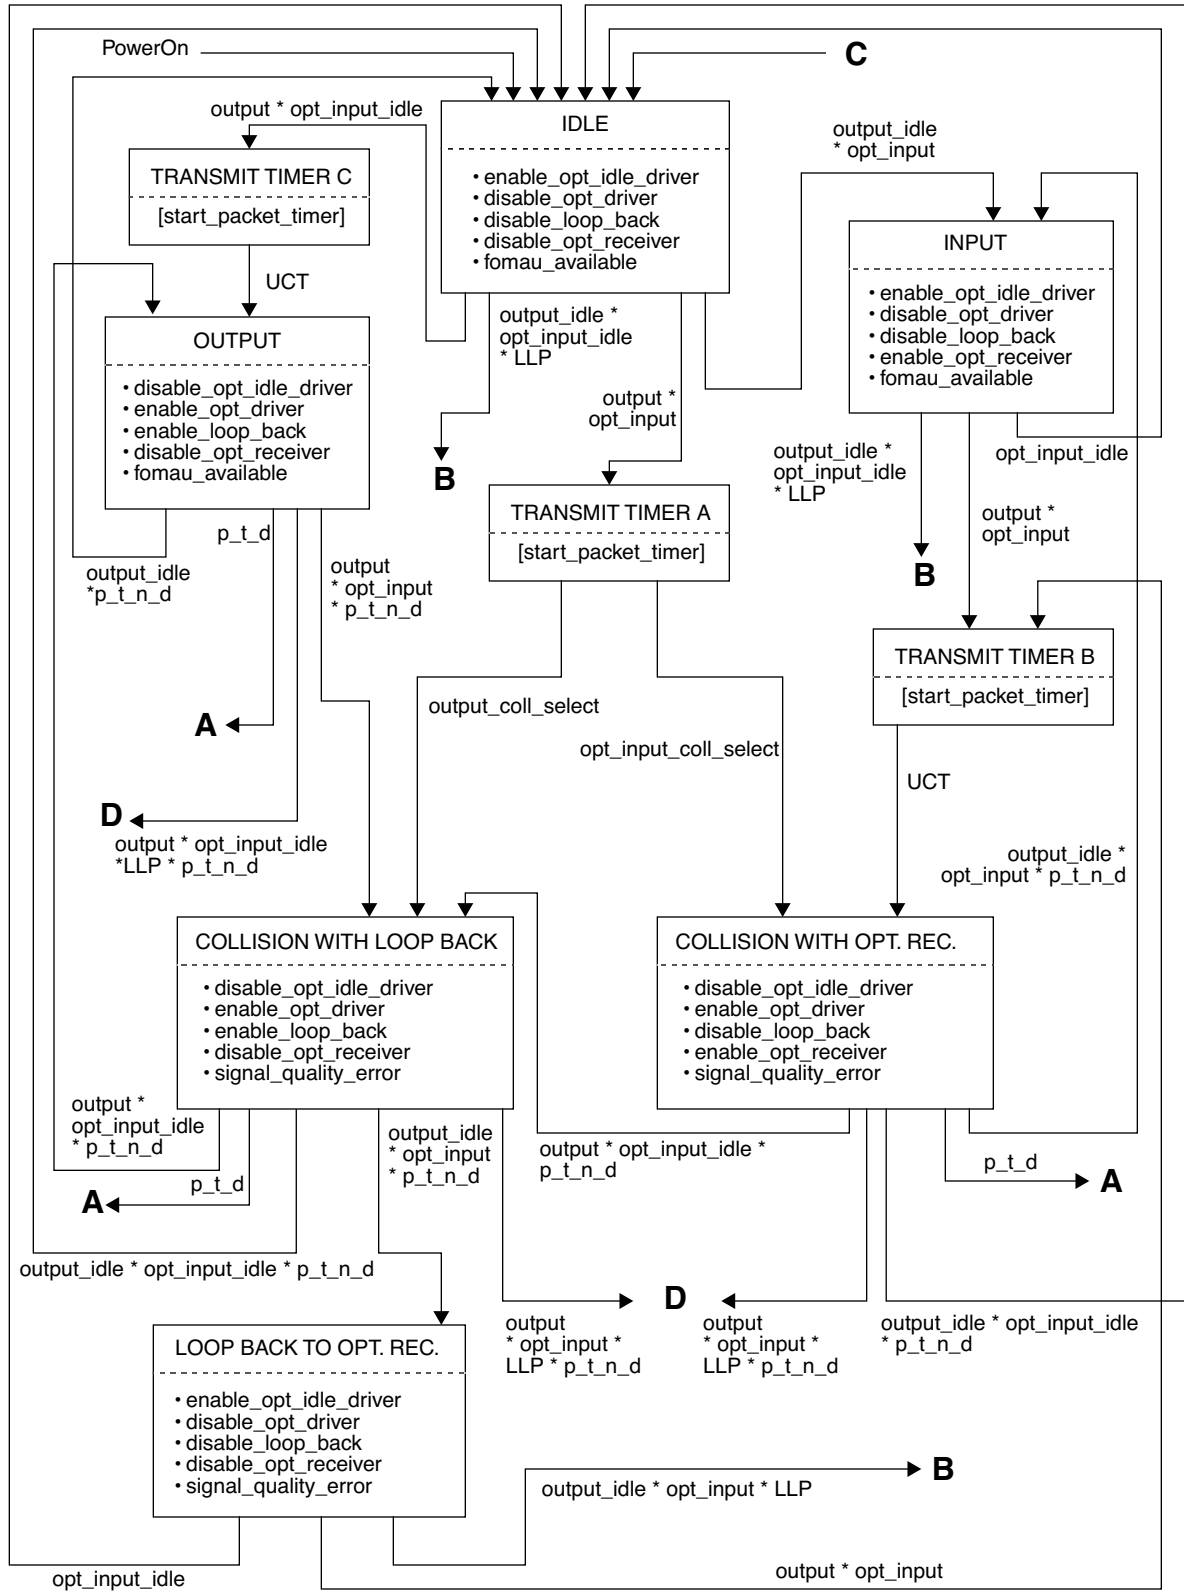 PowerOn
C
output * opt_input_idle
IDLE
• enable_opt_idle_driver
• disable_opt_driver
• disable_loop_back
• disable_opt_receiver
• fomau_available
output_idle
* opt_input
TRANSMIT TIMER C
[start_packet_timer]
UCT
INPUT
• enable_opt_idle_driver
• disable_opt_driver
• disable_loop_back
• enable_opt_receiver
• fomau_available
OUTPUT
• disable_opt_idle_driver
• enable_opt_driver
• enable_loop_back
• disable_opt_receiver
• fomau_available
output_idle *
opt_input_idle
* LLP
B
output *
opt_input
output_idle *
opt_input_idle
* LLP
B
opt_input_idle
output *
opt_input
TRANSMIT TIMER A
[start_packet_timer]
p_t_d
output_idle
*p_t_n_d
output
* opt_input
* p_t_n_d
TRANSMIT TIMER B
[start_packet_timer]
A
output_coll_select
opt_input_coll_select
UCT
D
output * opt_input_idle
*LLP * p_t_n_d
output_idle *
opt_input * p_t_n_d
COLLISION WITH LOOP BACK
• disable_opt_idle_driver
• enable_opt_driver
• enable_loop_back
• disable_opt_receiver
• signal_quality_error
COLLISION WITH OPT. REC.
• disable_opt_idle_driver
• enable_opt_driver
• disable_loop_back
• enable_opt_receiver
• signal_quality_error
output *
opt_input_idle
* p_t_n_d
p_t_d
A
output_idle
* opt_input
* p_t_n_d
output * opt_input_idle *
p_t_n_d
p_t_d
A
output_idle * opt_input_idle * p_t_n_d
D
output
* opt_input *
LLP * p_t_n_d
output
* opt_input *
LLP * p_t_n_d
output_idle * opt_input_idle
* p_t_n_d
LOOP BACK TO OPT. REC.
• enable_opt_idle_driver
• disable_opt_driver
• disable_loop_back
• disable_opt_receiver
• signal_quality_error
B
output_idle * opt_input * LLP
opt_input_idle
output * opt_input